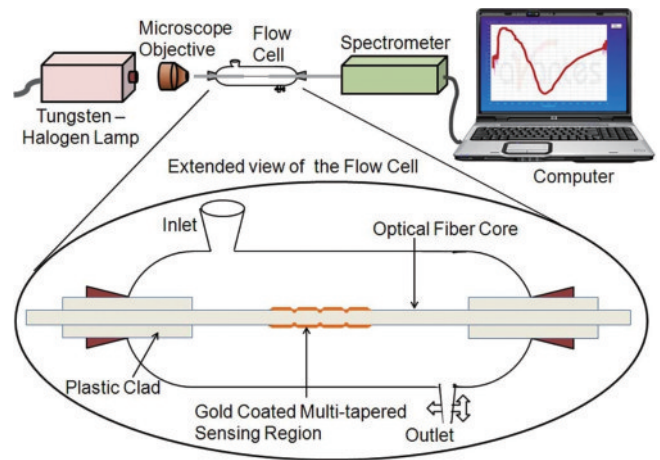 Microscope
Objective
Flow
Cell
Spectrometer
Tungsten –
Halogen Lamp
Computer
Extended view of the Flow Cell
Inlet
Optical Fiber Core
Plastic Clad
Gold Coated Multi-tapered
Sensing Region
Outlet